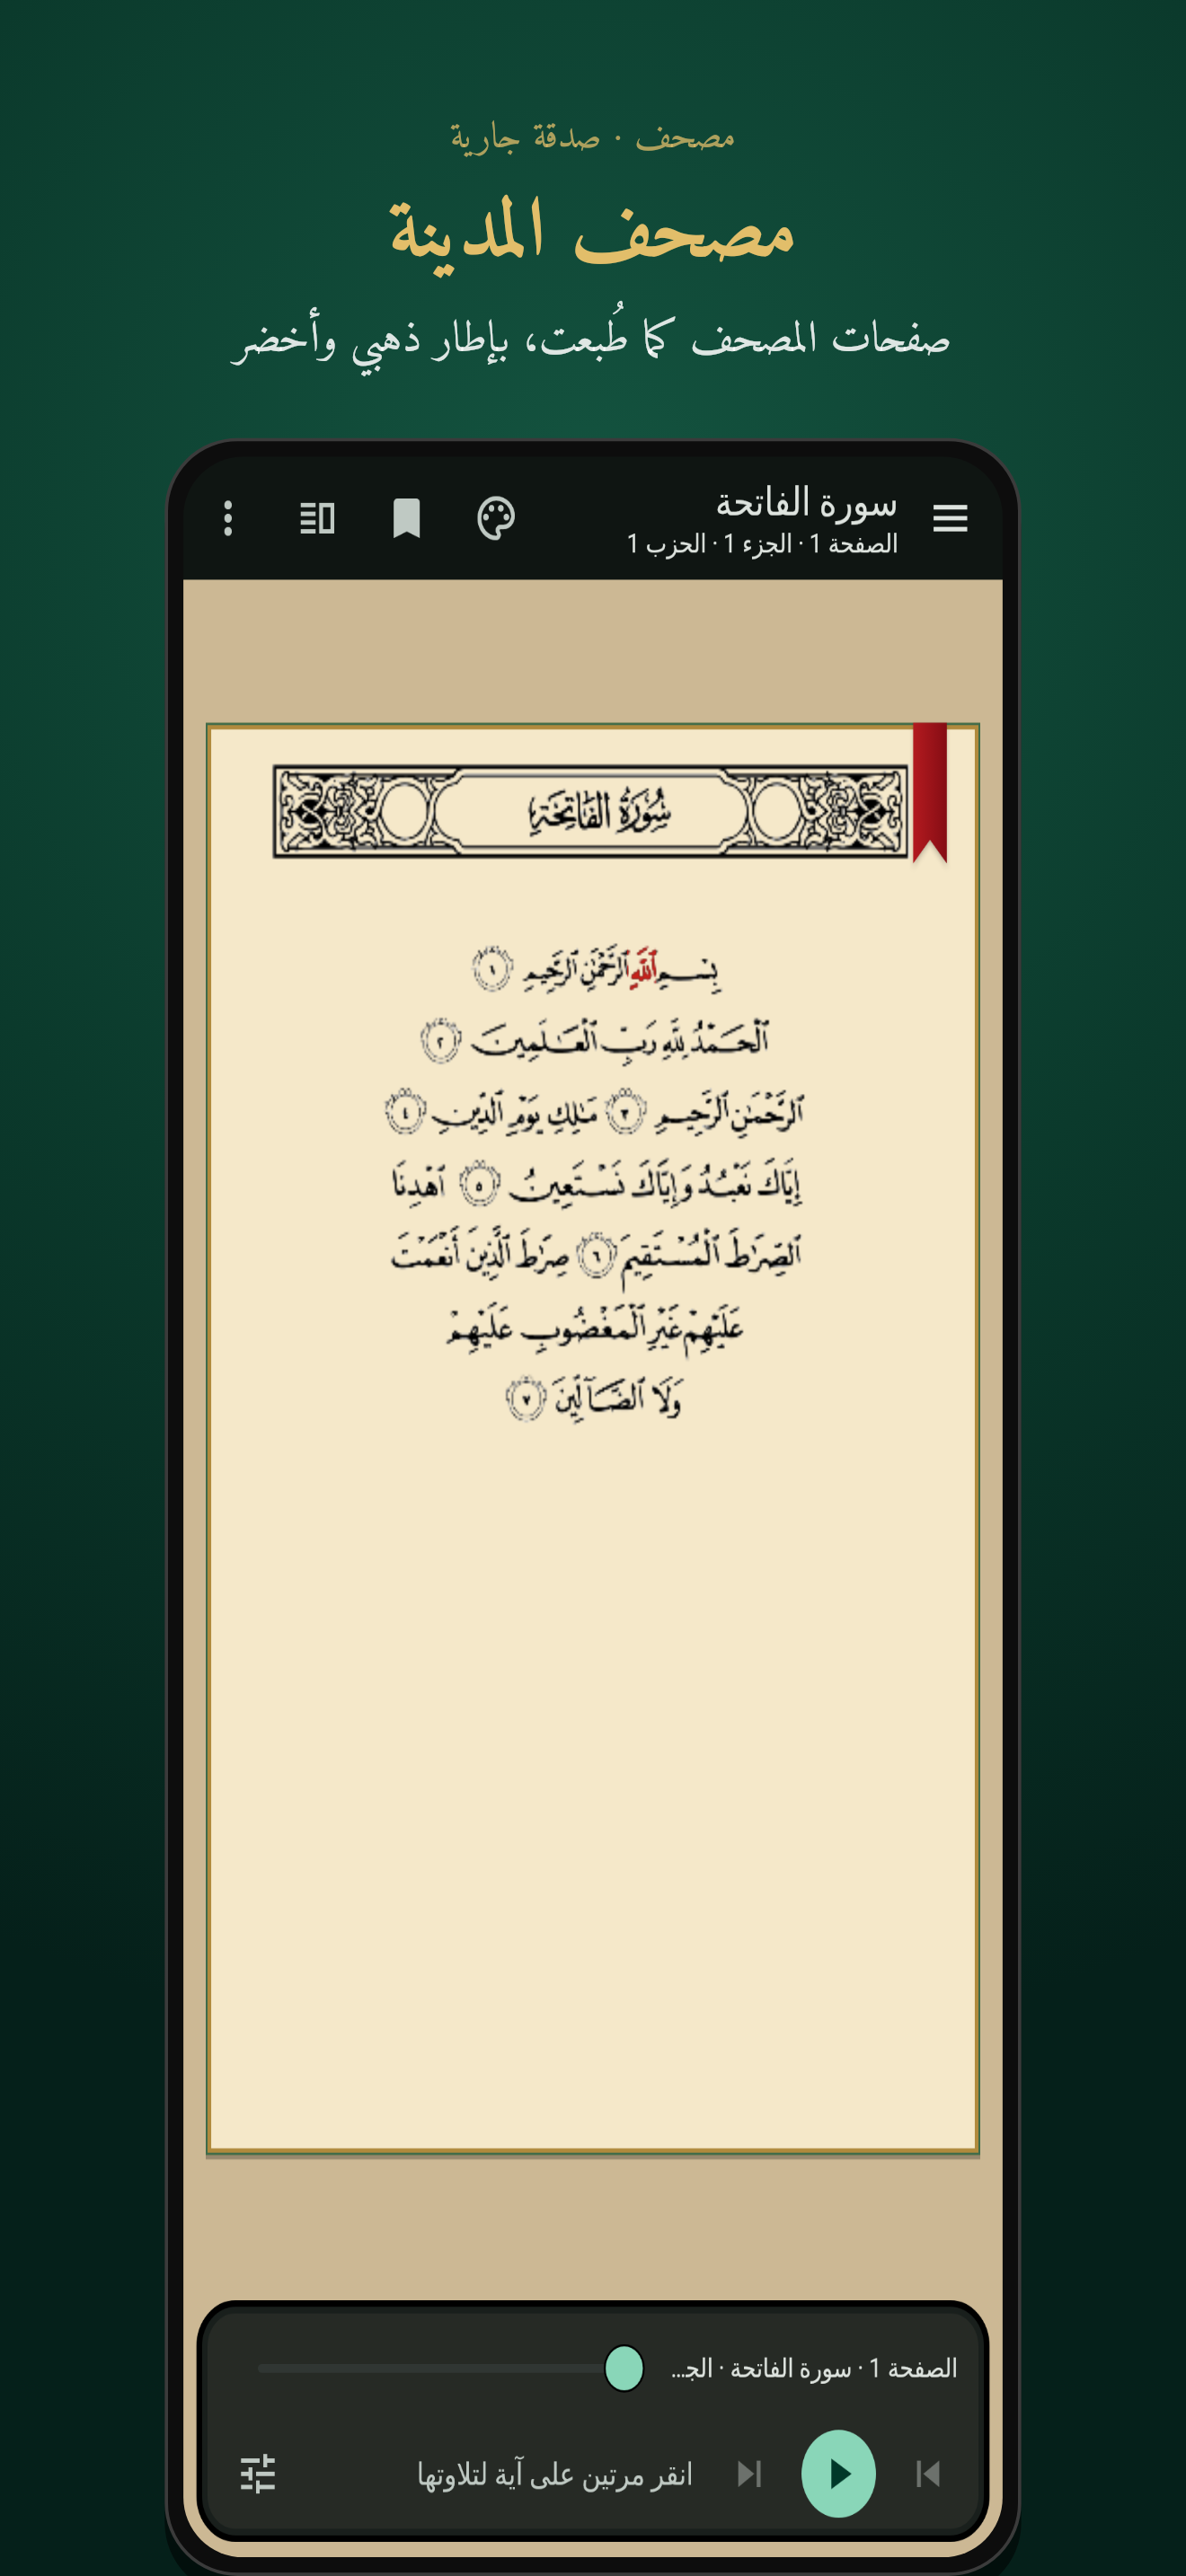 مصحف · صدقة جارية
مصحف المدينة
صفحات المصحف كما طُبعت، بإطار ذهبي وأخضر
سورة الفاتحة
الصفحة 1 · الجزء 1 · الحزب 1
سُورَةُ الفَاتِحَةِ
بِسۡمِ ٱللَّهِ ٱلرَّحۡمَٰنِ ٱلرَّحِيمِ ١
ٱلۡحَمۡدُ لِلَّهِ رَبِّ ٱلۡعَٰلَمِينَ ٢
ٱلرَّحۡمَٰنِ ٱلرَّحِيمِ ٣ مَٰلِكِ يَوۡمِ ٱلدِّينِ ٤
إِيَّاكَ نَعۡبُدُ وَإِيَّاكَ نَسۡتَعِينُ ٥ ٱهۡدِنَا
ٱلصِّرَٰطَ ٱلۡمُسۡتَقِيمَ ٦ صِرَٰطَ ٱلَّذِينَ أَنۡعَمۡتَ
عَلَيۡهِمۡ غَيۡرِ ٱلۡمَغۡضُوبِ عَلَيۡهِمۡ
وَلَا ٱلضَّآلِّينَ ٧
الصفحة 1 · سورة الفاتحة · الجـ...
انقر مرتين على آية لتلاوتها